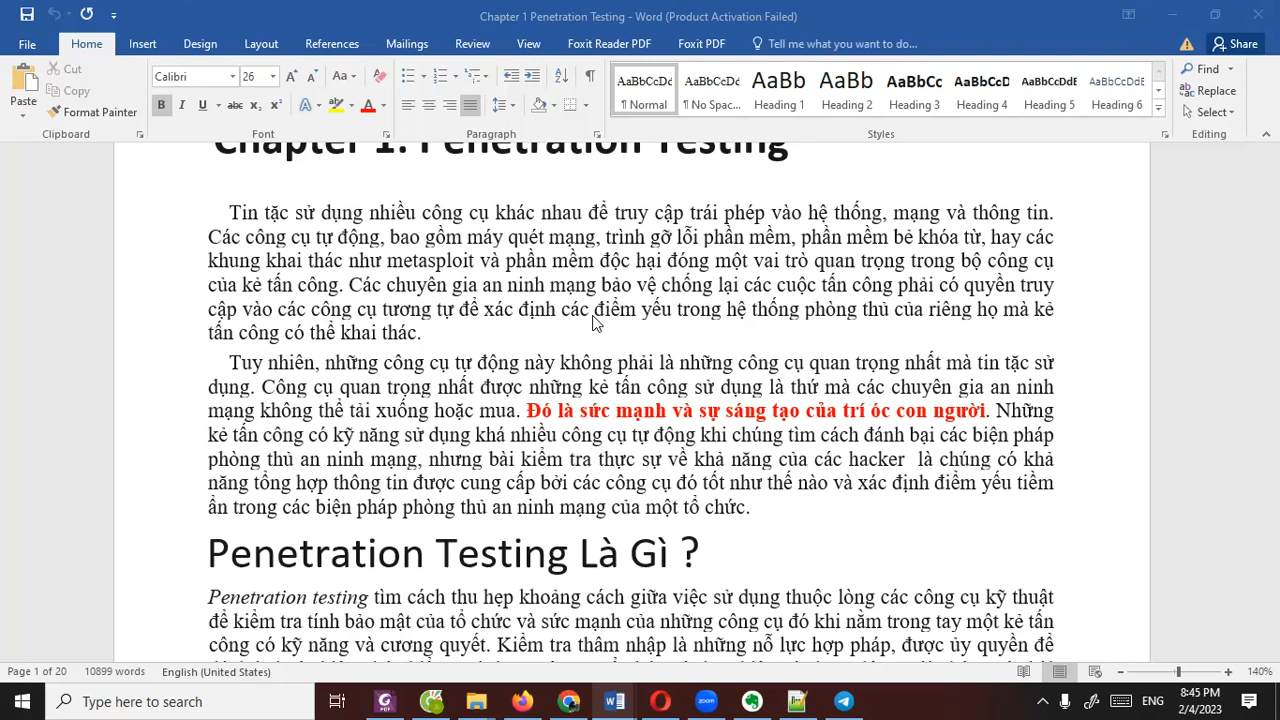 Chapter 1 Penetration Testing - Word (Product Activation Failed)
File Home Insert Design Layout References Mailings Review View Foxit Reader PDF Foxit PDF Tell me what you want to do... Share
Paste
Cut
Copy
Format Painter
Calibri 26
Clipboard Font Paragraph Styles Editing
AaBbCcDd AaBbCcDd AaBb AaBb AaBbCc AaBbCcD AaBbCcDd AaBbCcDdE
¶ Normal ¶ No Spac... Heading 1 Heading 2 Heading 3 Heading 4 Heading 5 Heading 6
Find
Replace
Select
Chapter 1: Penetration Testing
Tin tặc sử dụng nhiều công cụ khác nhau để truy cập trái phép vào hệ thống, mạng và thông tin.
Các công cụ tự động, bao gồm máy quét mạng, trình gỡ lỗi phần mềm, phần mềm bẻ khóa từ, hay các
khung khai thác như metasploit và phần mềm độc hại đóng một vai trò quan trọng trong bộ công cụ
của kẻ tấn công. Các chuyên gia an ninh mạng bảo vệ chống lại các cuộc tấn công phải có quyền truy
cập vào các công cụ tương tự để xác định các điểm yếu trong hệ thống phòng thủ của riêng họ mà kẻ
tấn công có thể khai thác.
Tuy nhiên, những công cụ tự động này không phải là những công cụ quan trọng nhất mà tin tặc sử
dụng. Công cụ quan trọng nhất được những kẻ tấn công sử dụng là thứ mà các chuyên gia an ninh
mạng không thể tải xuống hoặc mua. Đó là sức mạnh và sự sáng tạo của trí óc con người. Những
kẻ tấn công có kỹ năng sử dụng khá nhiều công cụ tự động khi chúng tìm cách đánh bại các biện pháp
phòng thủ an ninh mạng, nhưng bài kiểm tra thực sự về khả năng của các hacker là chúng có khả
năng tổng hợp thông tin được cung cấp bởi các công cụ đó tốt như thế nào và xác định điểm yếu tiềm
ẩn trong các biện pháp phòng thủ an ninh mạng của một tổ chức.
Penetration Testing Là Gì ?
Penetration testing tìm cách thu hẹp khoảng cách giữa việc sử dụng thuộc lòng các công cụ kỹ thuật
để kiểm tra tính bảo mật của tổ chức và sức mạnh của những công cụ đó khi nằm trong tay một kẻ tấn
công có kỹ năng và cương quyết. Kiểm tra thâm nhập là những nỗ lực hợp pháp, được ủy quyền để
Page 1 of 20 10899 words English (United States) 140%
Type here to search
ENG
8:45 PM
2/4/2023